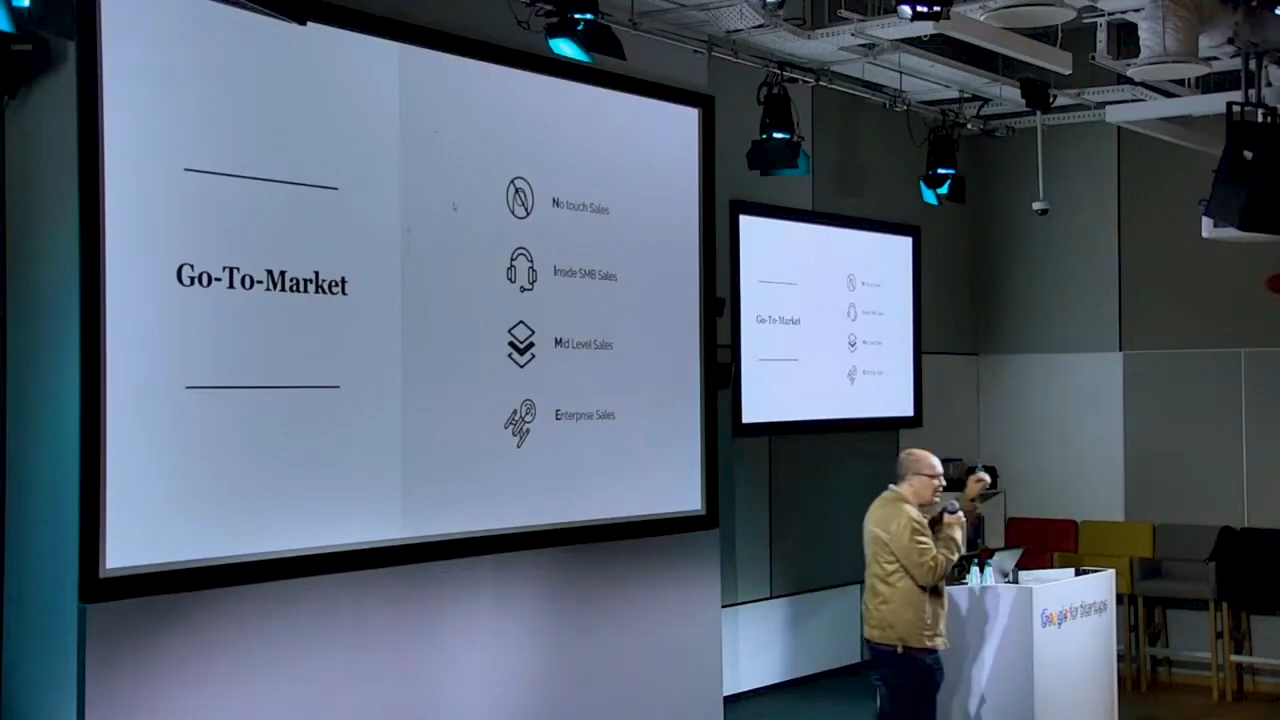 Go-To-Market
No touch Sales
Inside SMB Sales
Mid Level Sales
Enterprise Sales
Go-To-Market
Google for Startups